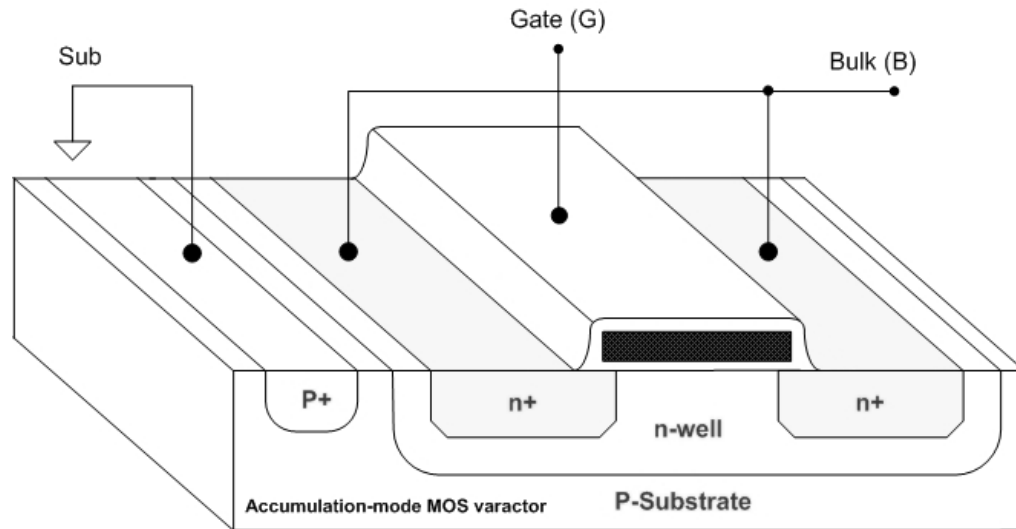 Gate (G)
Sub
Bulk (B)
P+
n+
n+
n-well
P-Substrate
Accumulation-mode MOS varactor